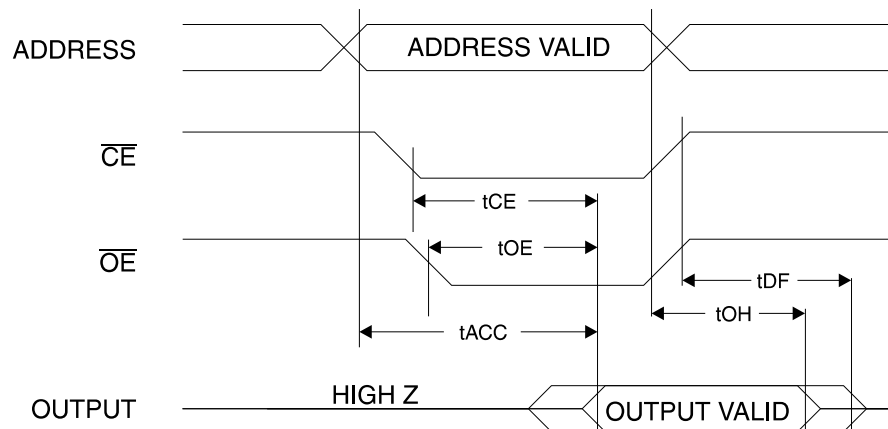 ADDRESS
ADDRESS VALID
CE
tCE
OE
tOE
tDF
tOH
tACC
OUTPUT
HIGH Z
OUTPUT VALID